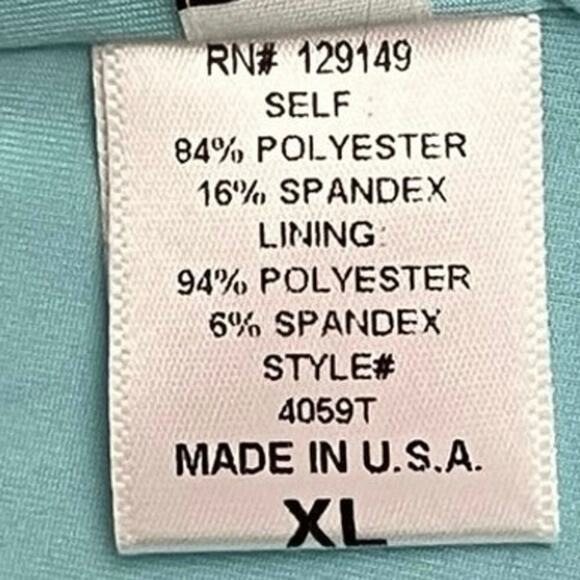 RN# 129149
SELF :
84% POLYESTER
16% SPANDEX
LINING:
94% POLYESTER
6% SPANDEX
STYLE#
4059T
MADE IN U.S.A.
XL